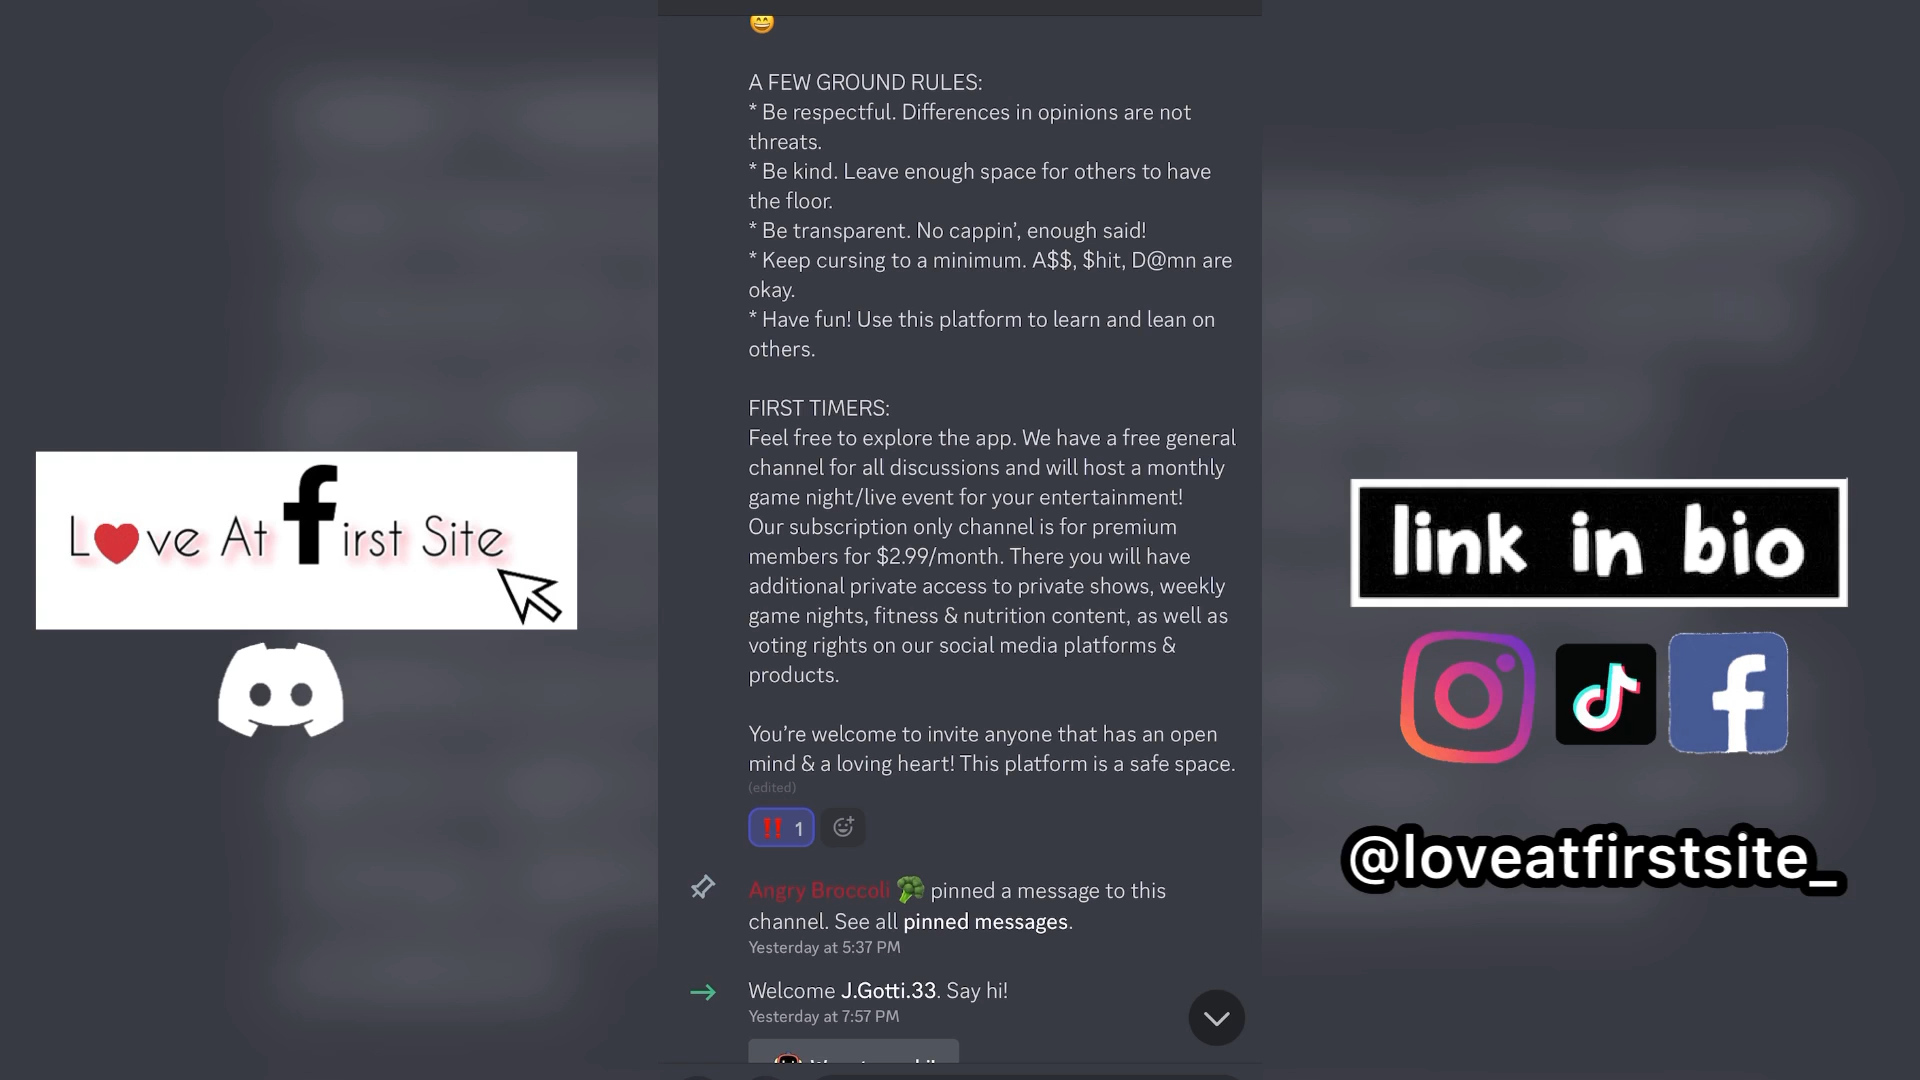 A FEW GROUND RULES:
* Be respectful. Differences in opinions are not
threats.
* Be kind. Leave enough space for others to have
the floor.
* Be transparent. No cappin’, enough said!
* Keep cursing to a minimum. A$$, $hit, D@mn are
okay.
* Have fun! Use this platform to learn and lean on
others.
FIRST TIMERS:
Feel free to explore the app. We have a free general
channel for all discussions and will host a monthly
game night/live event for your entertainment!
Our subscription only channel is for premium
members for $2.99/month. There you will have
additional private access to private shows, weekly
game nights, fitness & nutrition content, as well as
voting rights on our social media platforms &
products.
You’re welcome to invite anyone that has an open
mind & a loving heart! This platform is a safe space.
(edited)
‼️ 1
Angry Broccoli 🥦 pinned a message to this
channel. See all pinned messages.
Yesterday at 5:37 PM
Welcome J.Gotti.33. Say hi!
Yesterday at 7:57 PM
L❤ve At first Site
link in bio
@loveatfirstsite_